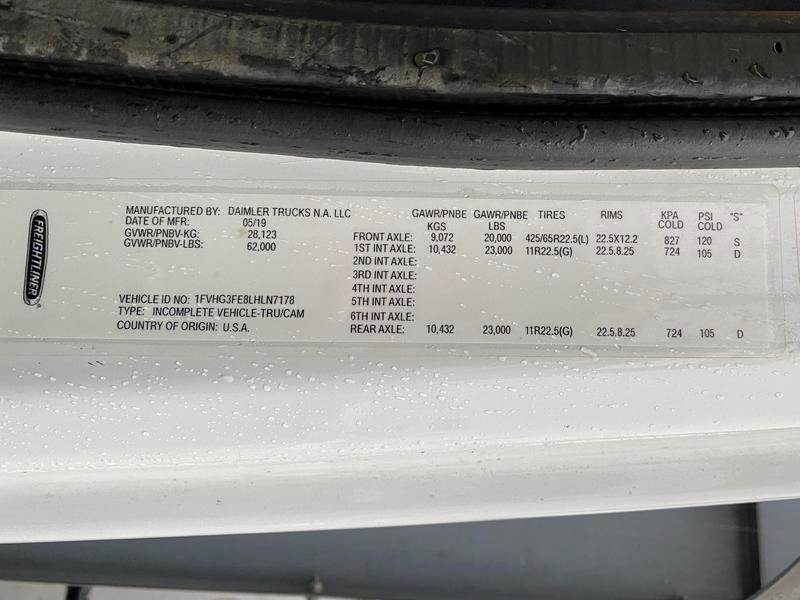 FREIGHTLINER
MANUFACTURED BY: DAIMLER TRUCKS N.A. LLC
DATE OF MFR: 05/19
GVWR/PNBV-KG: 28,123
GVWR/PNBV-LBS: 62,000
VEHICLE ID NO: 1FVHG3FE8LHLN7178
TYPE: INCOMPLETE VEHICLE-TRU/CAM
COUNTRY OF ORIGIN: U.S.A.
GAWR/PNBE GAWR/PNBE TIRES RIMS KPA PSI "S"
KGS LBS COLD COLD
FRONT AXLE: 9,072 20,000 425/65R22.5(L) 22.5X12.2 827 120 S
1ST INT AXLE: 10,432 23,000 11R22.5(G) 22.5.8.25 724 105 D
2ND INT AXLE:
3RD INT AXLE:
4TH INT AXLE:
5TH INT AXLE:
6TH INT AXLE:
REAR AXLE: 10,432 23,000 11R22.5(G) 22.5.8.25 724 105 D